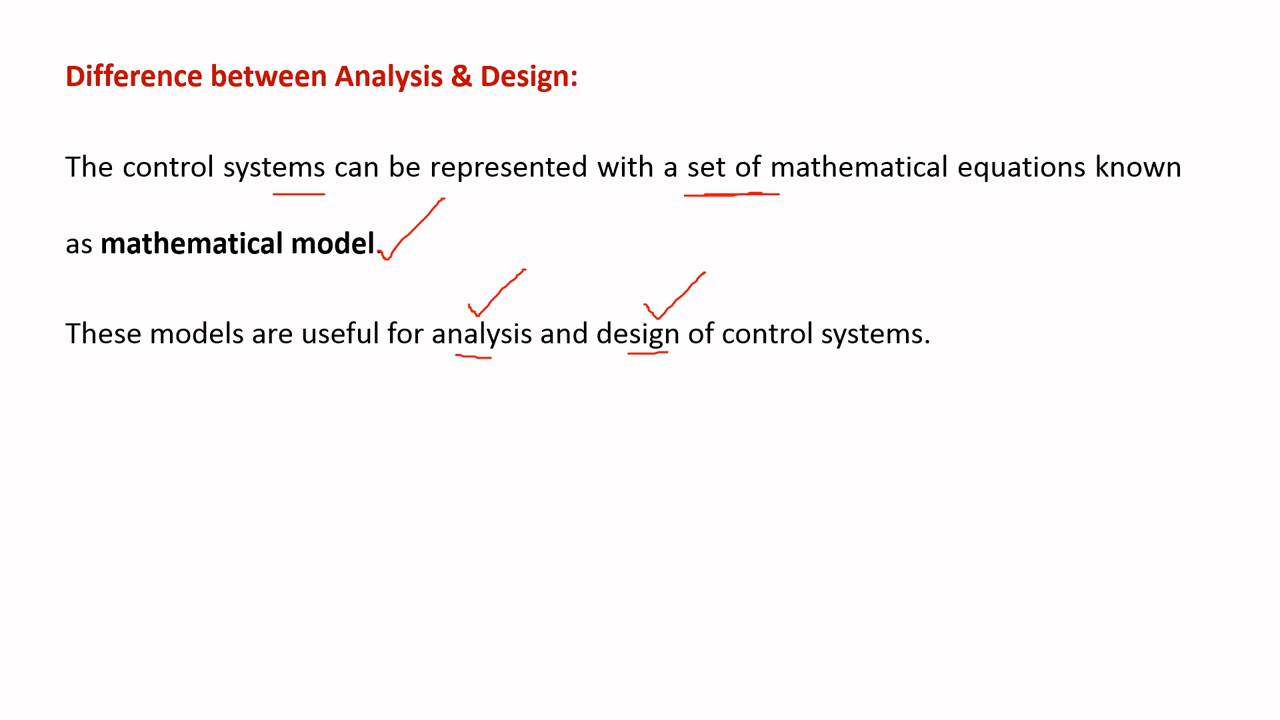 Difference between Analysis & Design:
The control systems can be represented with a set of mathematical equations known
as mathematical model.
These models are useful for analysis and design of control systems.